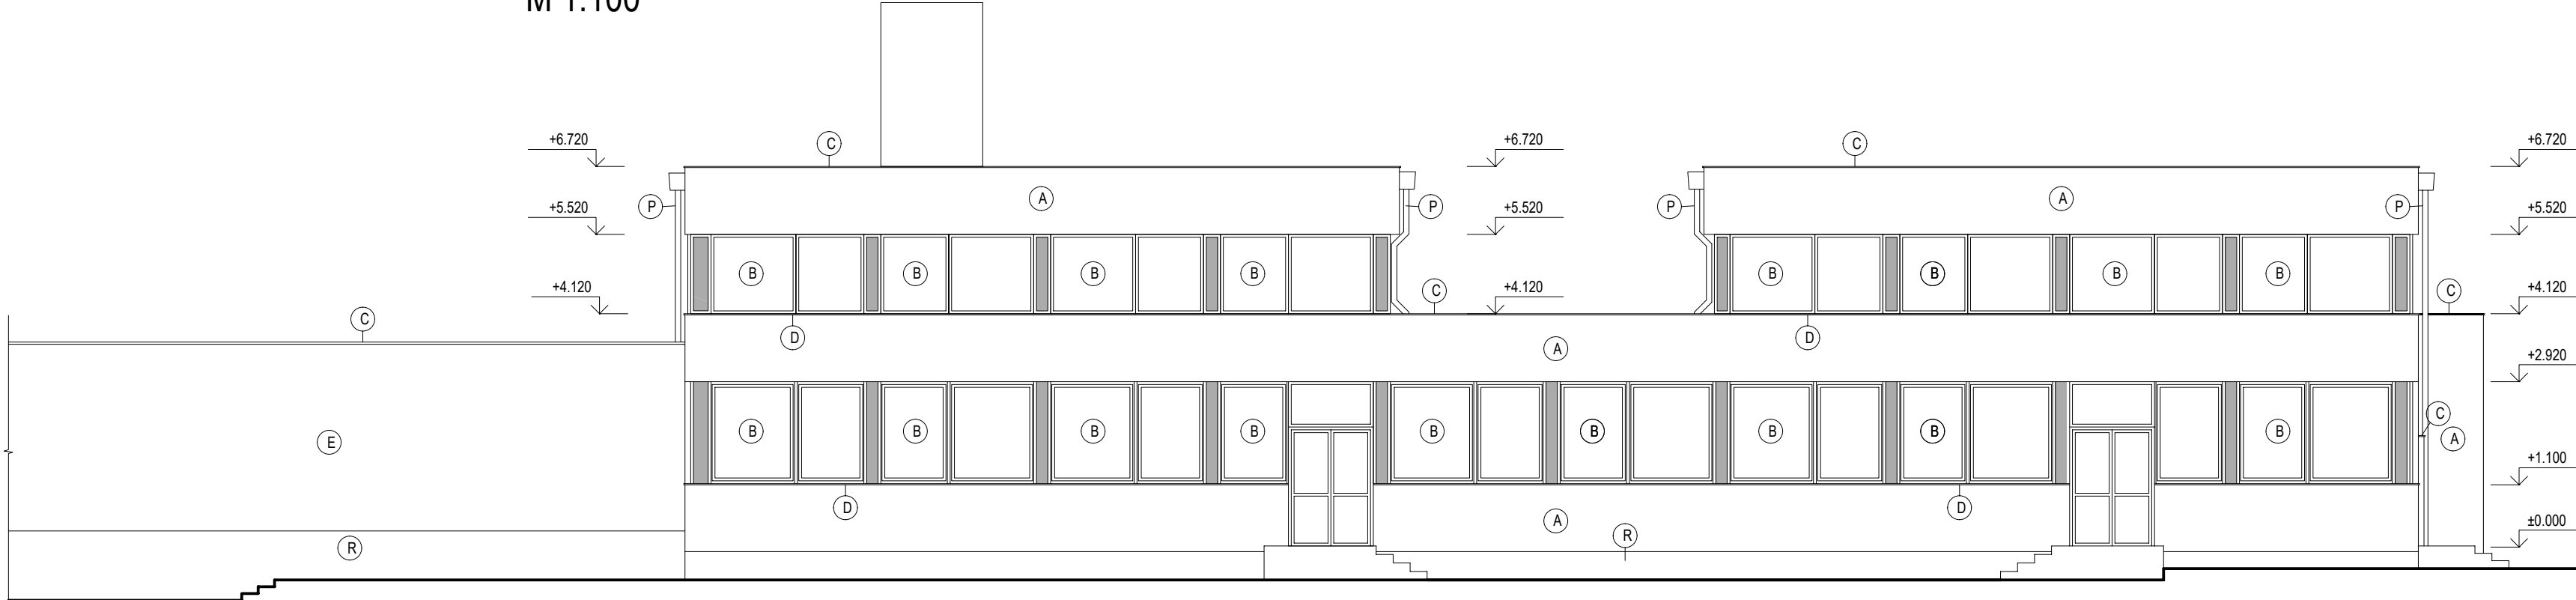 M 1:100
+6.720 C +6.720 C +6.720
P A P P A P
+5.520 +5.520 +5.520
B B B B B B B B
+4.120 C +4.120 C +4.120
C
D D
A
+2.920
B B B B B B B B B C
E A
+1.100
D D
A ±0.000
R R